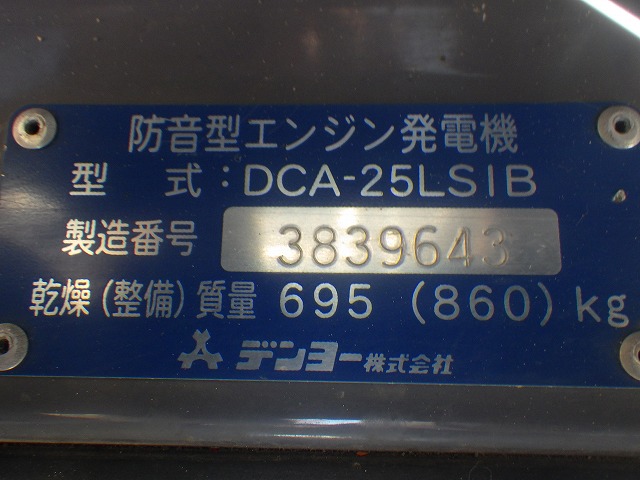 防音型エンジン発電機
型 式：DCA-25LSIB
製造番号 3839643
乾燥（整備）質量 695（860）kg
デンヨー株式会社